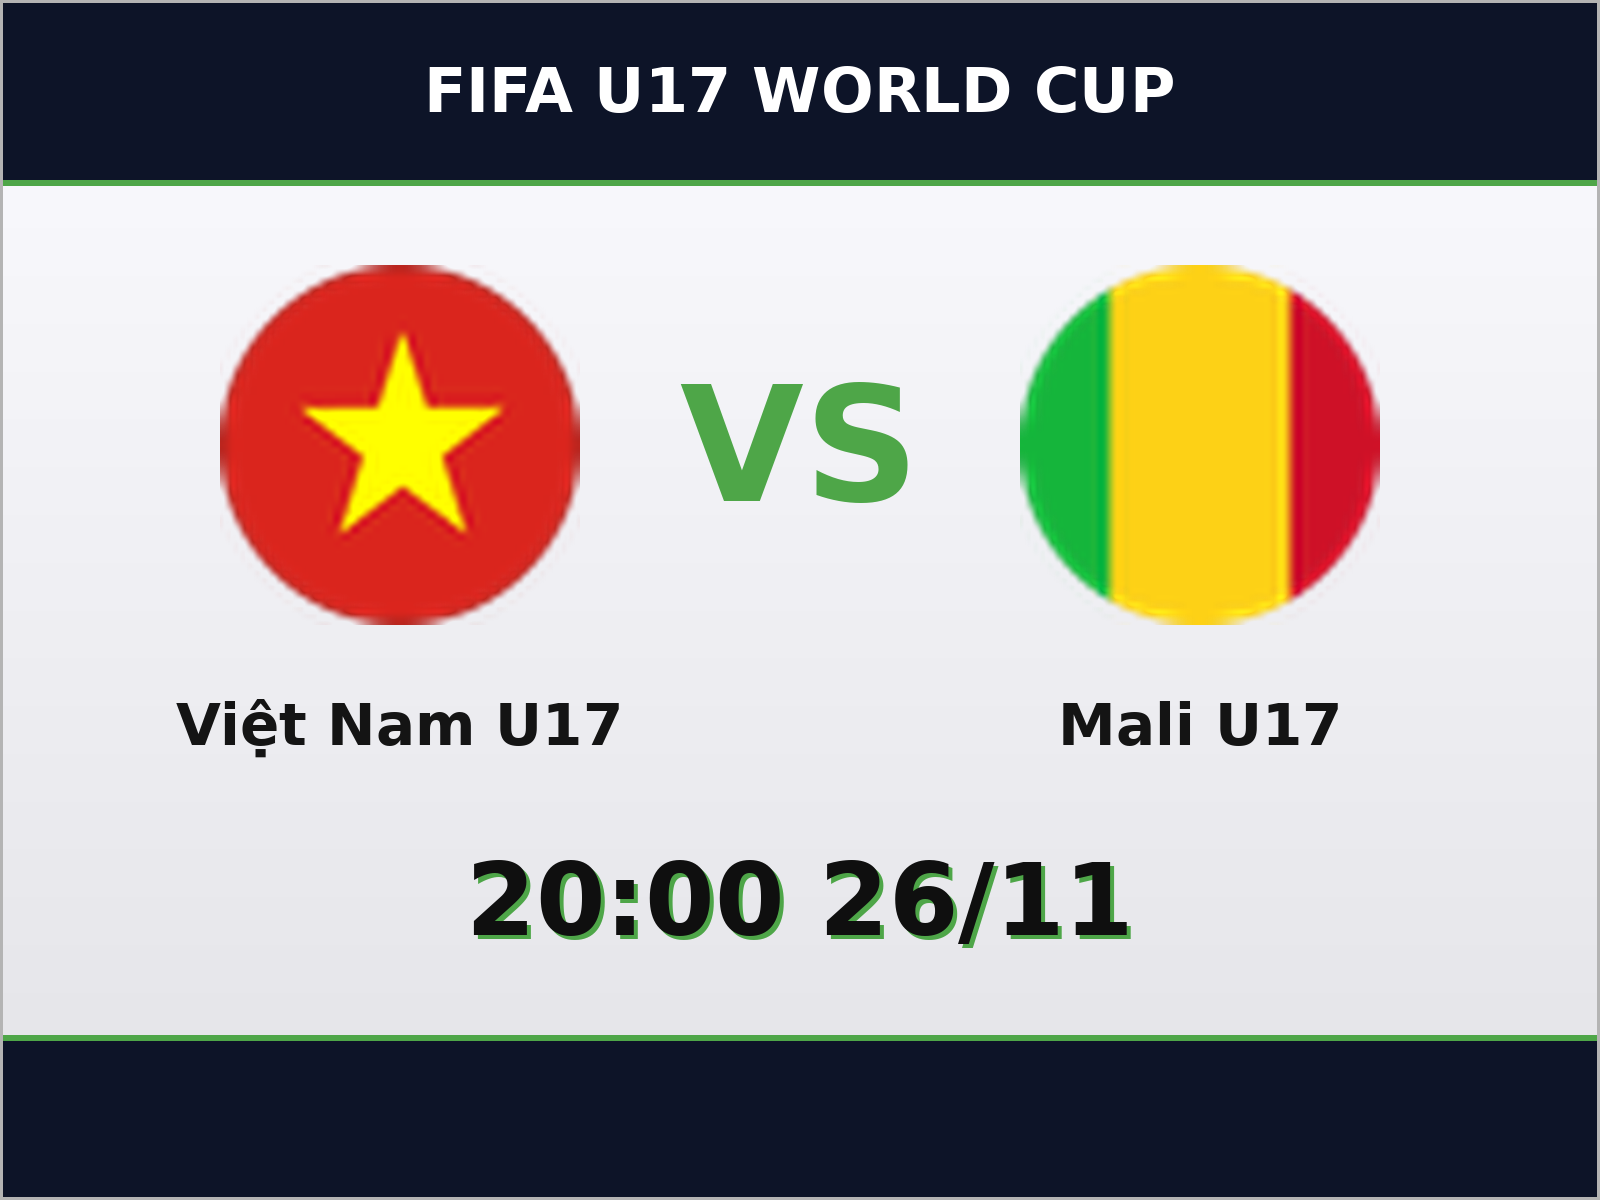 FIFA U17 WORLD CUP
VS
Việt Nam U17
Mali U17
20:00 26/11